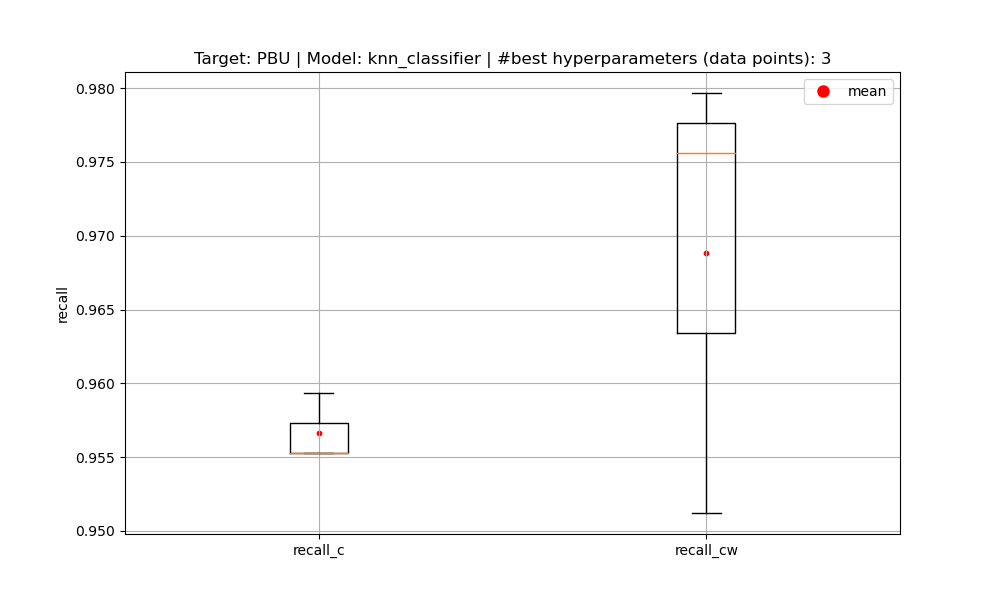 Target: PBU | Model: knn_classifier | #best hyperparameters (data points): 3
0.980
mean
0.975
0.970
recall
0.965
0.960
0.955
0.950
recall_c
recall_cw